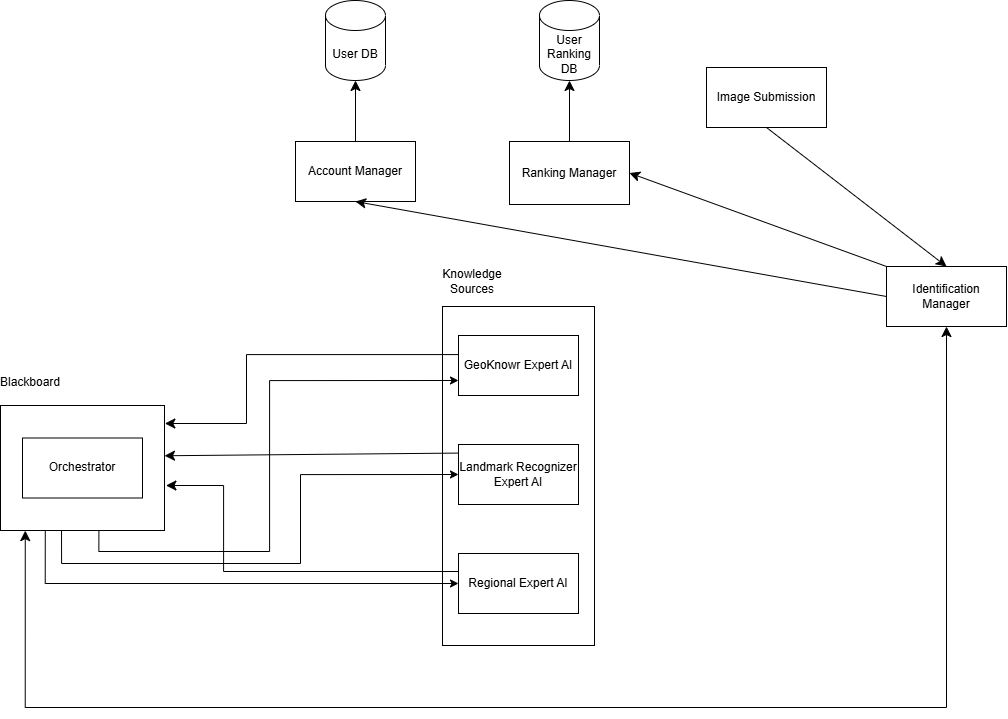 User DB
User
Ranking
DB
Image Submission
Account Manager
Ranking Manager
Identification
Manager
Knowledge
Sources
GeoKnowr Expert AI
Blackboard
Orchestrator
Landmark Recognizer
Expert AI
Regional Expert AI